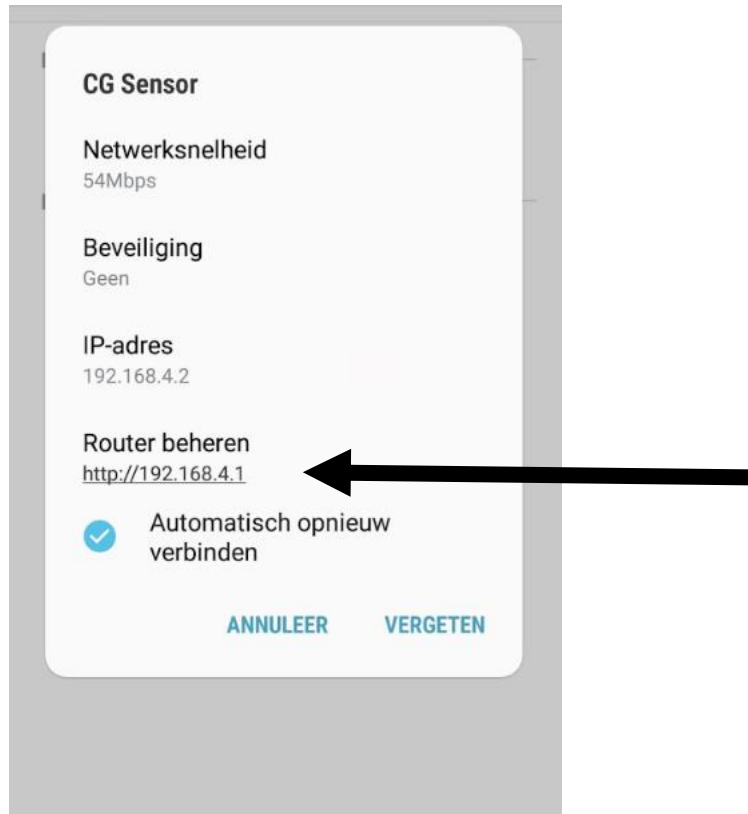 CG Sensor
Netwerksnelheid
54Mbps
Beveiliging
Geen
IP-adres
192.168.4.2
Router beheren
http://192.168.4.1
Automatisch opnieuw
verbinden
ANNULEER VERGETEN